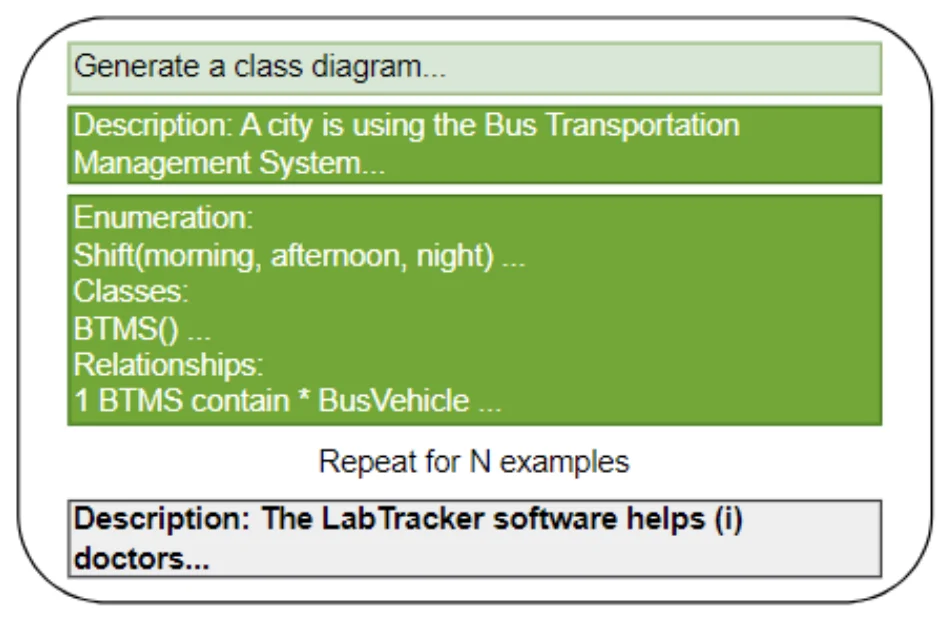 Generate a class diagram...
Description: A city is using the Bus Transportation
Management System...
Enumeration:
Shift(morning, afternoon, night) ...
Classes:
BTMS() ...
Relationships:
1 BTMS contain * BusVehicle ...
Repeat for N examples
Description: The LabTracker software helps (i)
doctors...